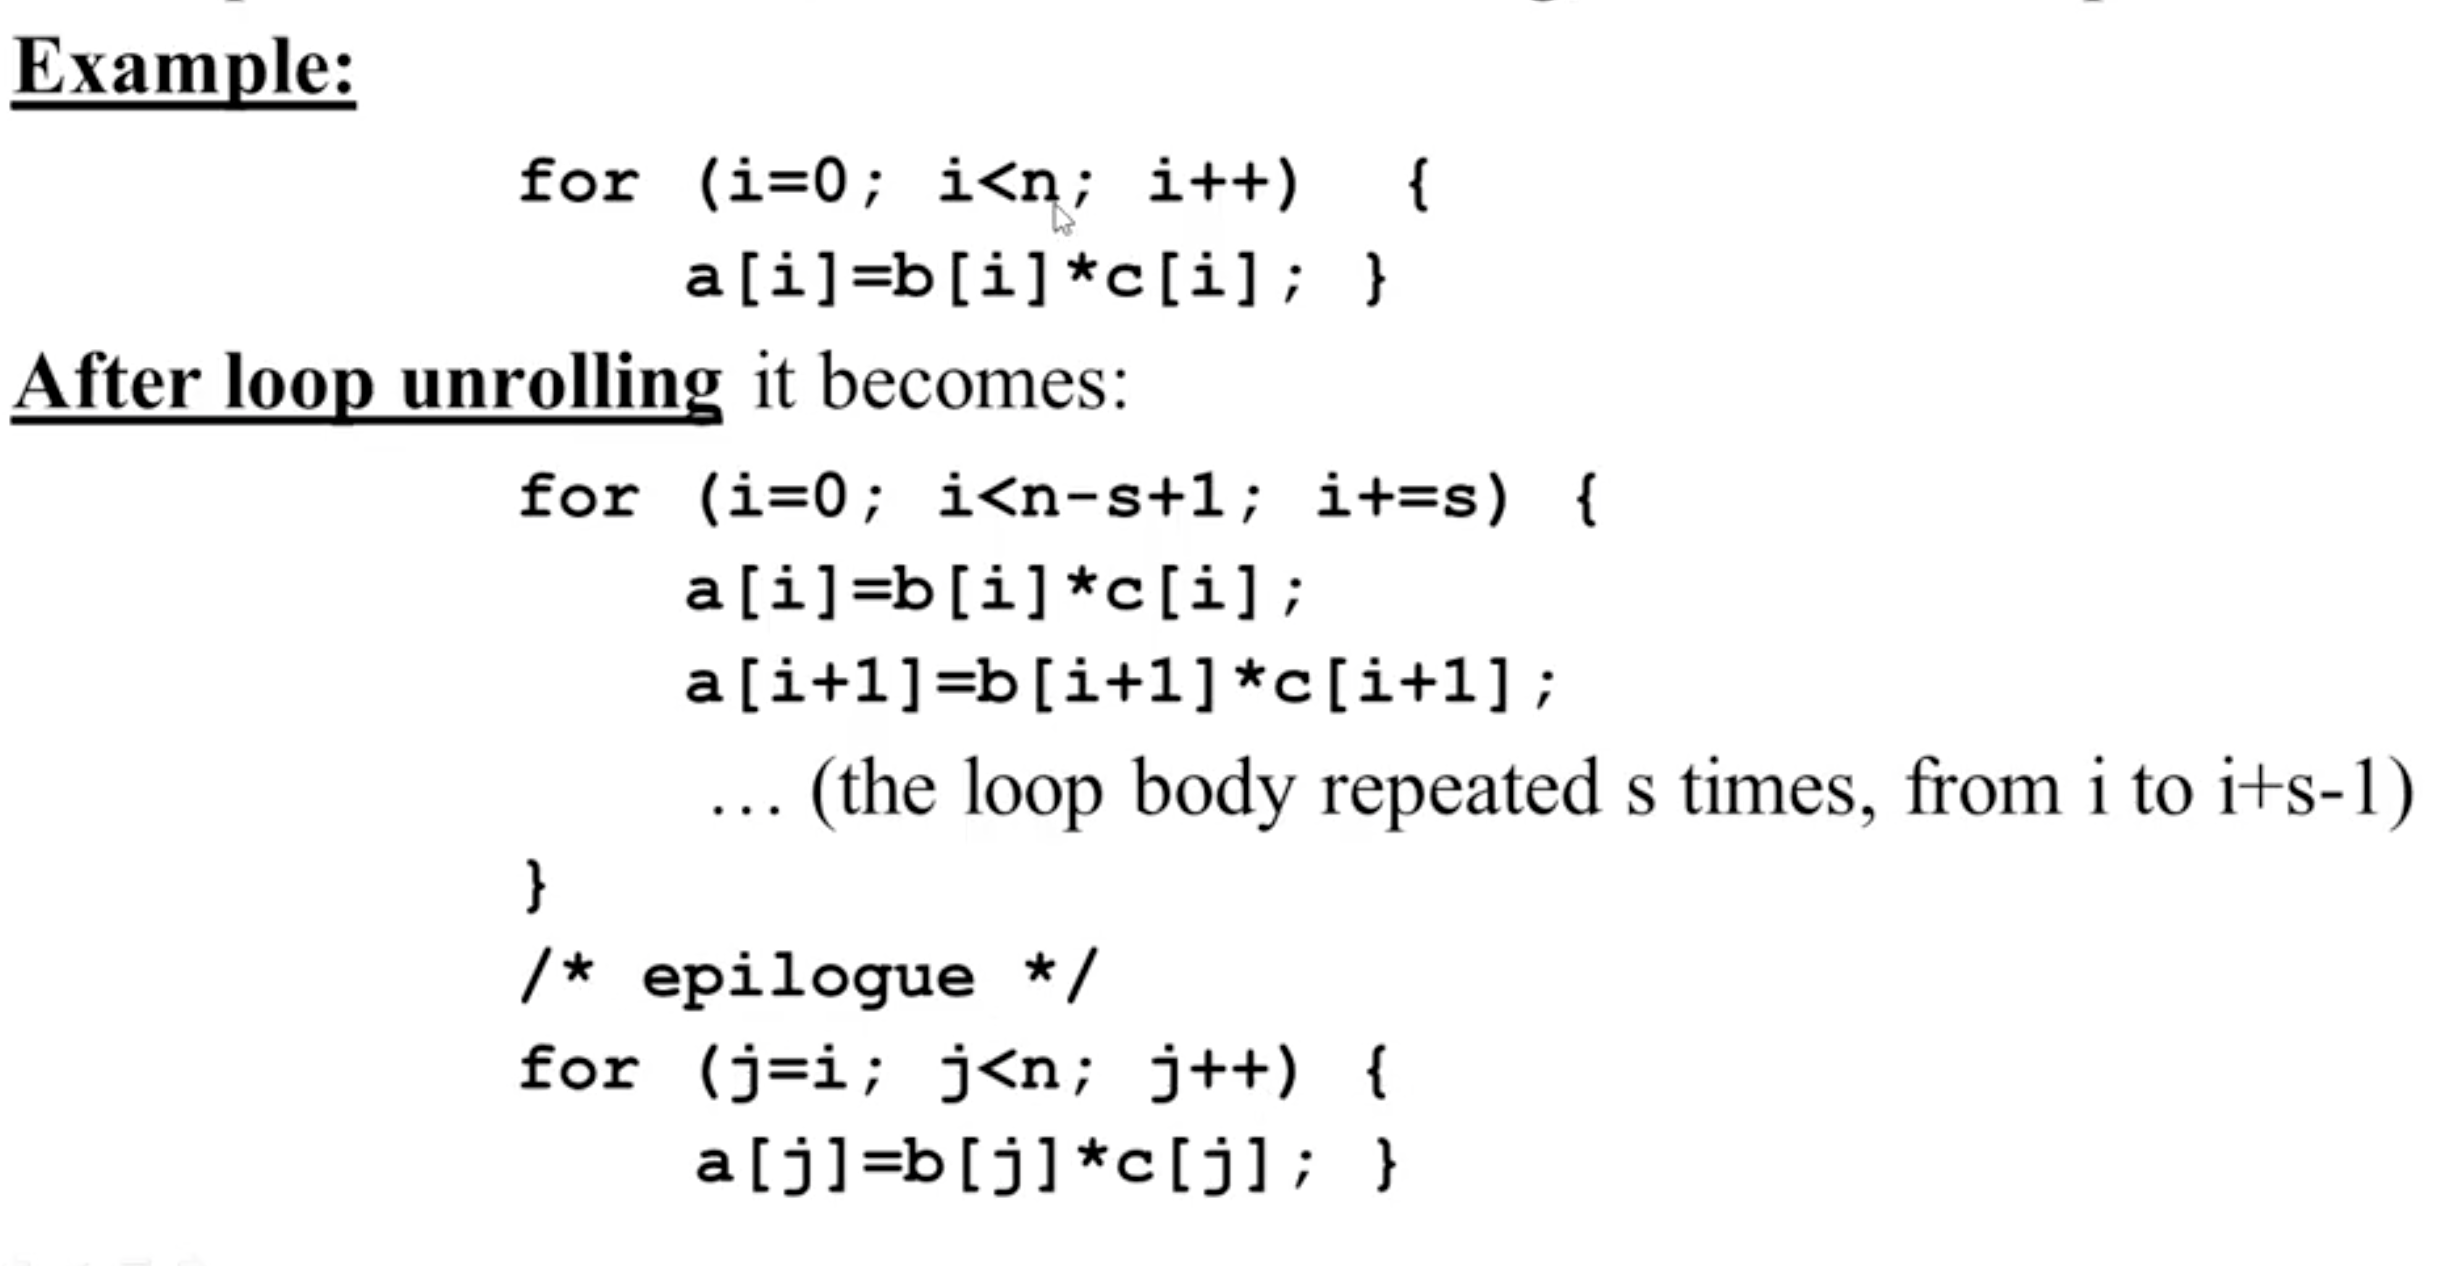 Example:
for (i=0; i<n; i++) {
a[i]=b[i]*c[i]; }
After loop unrolling it becomes:
for (i=0; i<n-s+1; i+=s) {
a[i]=b[i]*c[i];
a[i+1]=b[i+1]*c[i+1];
… (the loop body repeated s times, from i to i+s-1)
}
/* epilogue */
for (j=i; j<n; j++) {
a[j]=b[j]*c[j]; }